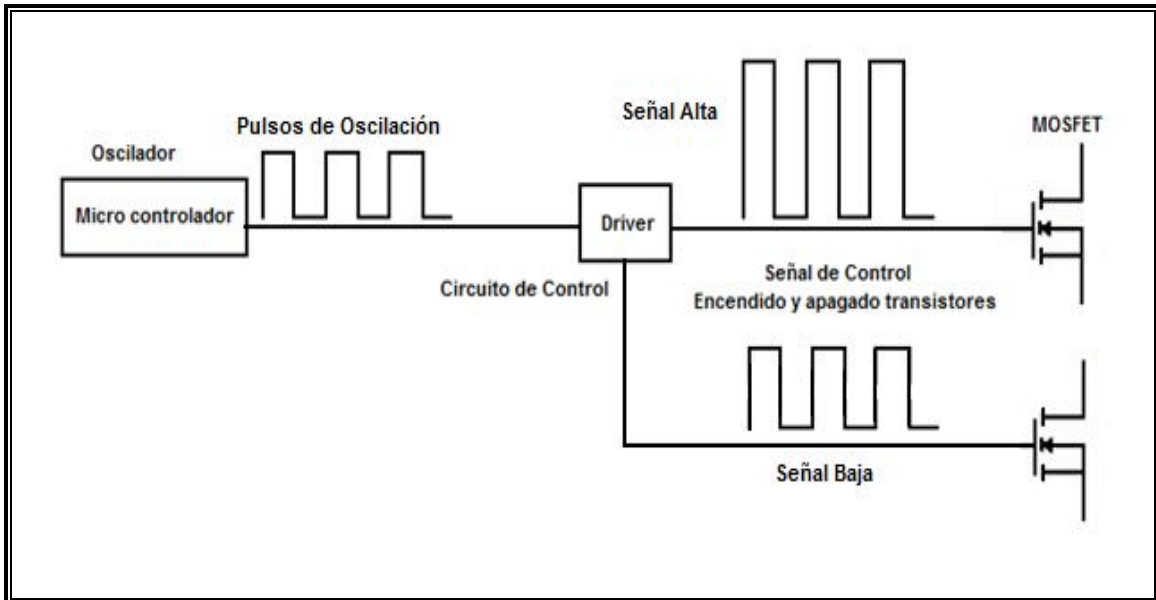 Señal Alta
Pulsos de Oscilación
MOSFET
Oscilador
Micro controlador
Driver
Señal de Control
Circuito de Control
Encendido y apagado transistores
Señal Baja